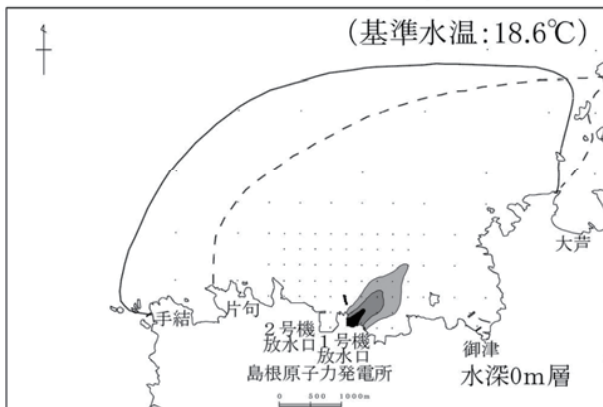 (基準水温:18.6℃)
大芦
手結
片句
2号機
放水口
1号機
放水口
御津
島根原子力発電所
水深0m層
0 500 1000m